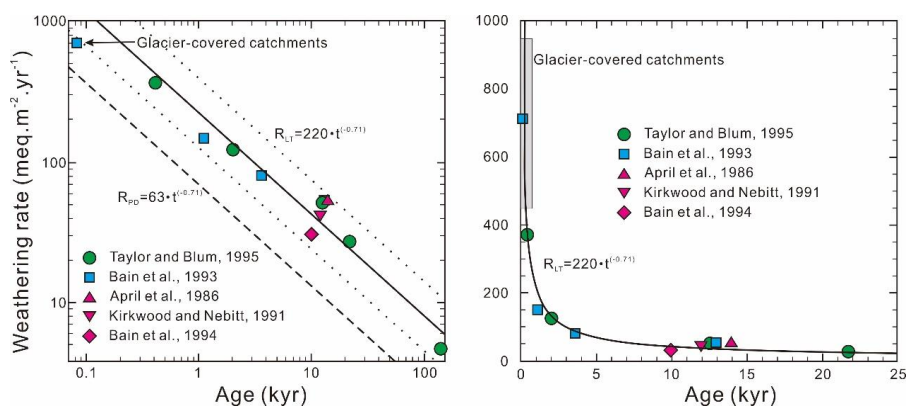 1000
100
10
Weathering rate (meq.m⁻².yr⁻¹)
Glacier-covered catchments
R_LT=220·t^(-0.71)
R_PD=63·t^(-0.71)
Taylor and Blum, 1995
Bain et al., 1993
April et al., 1986
Kirkwood and Nebitt, 1991
Bain et al., 1994
0.1
1
10
100
Age (kyr)
1000
800
600
400
200
0
Glacier-covered catchments
Taylor and Blum, 1995
Bain et al., 1993
April et al., 1986
Kirkwood and Nebitt, 1991
Bain et al., 1994
R_LT=220·t^(-0.71)
0
5
10
15
20
25
Age (kyr)